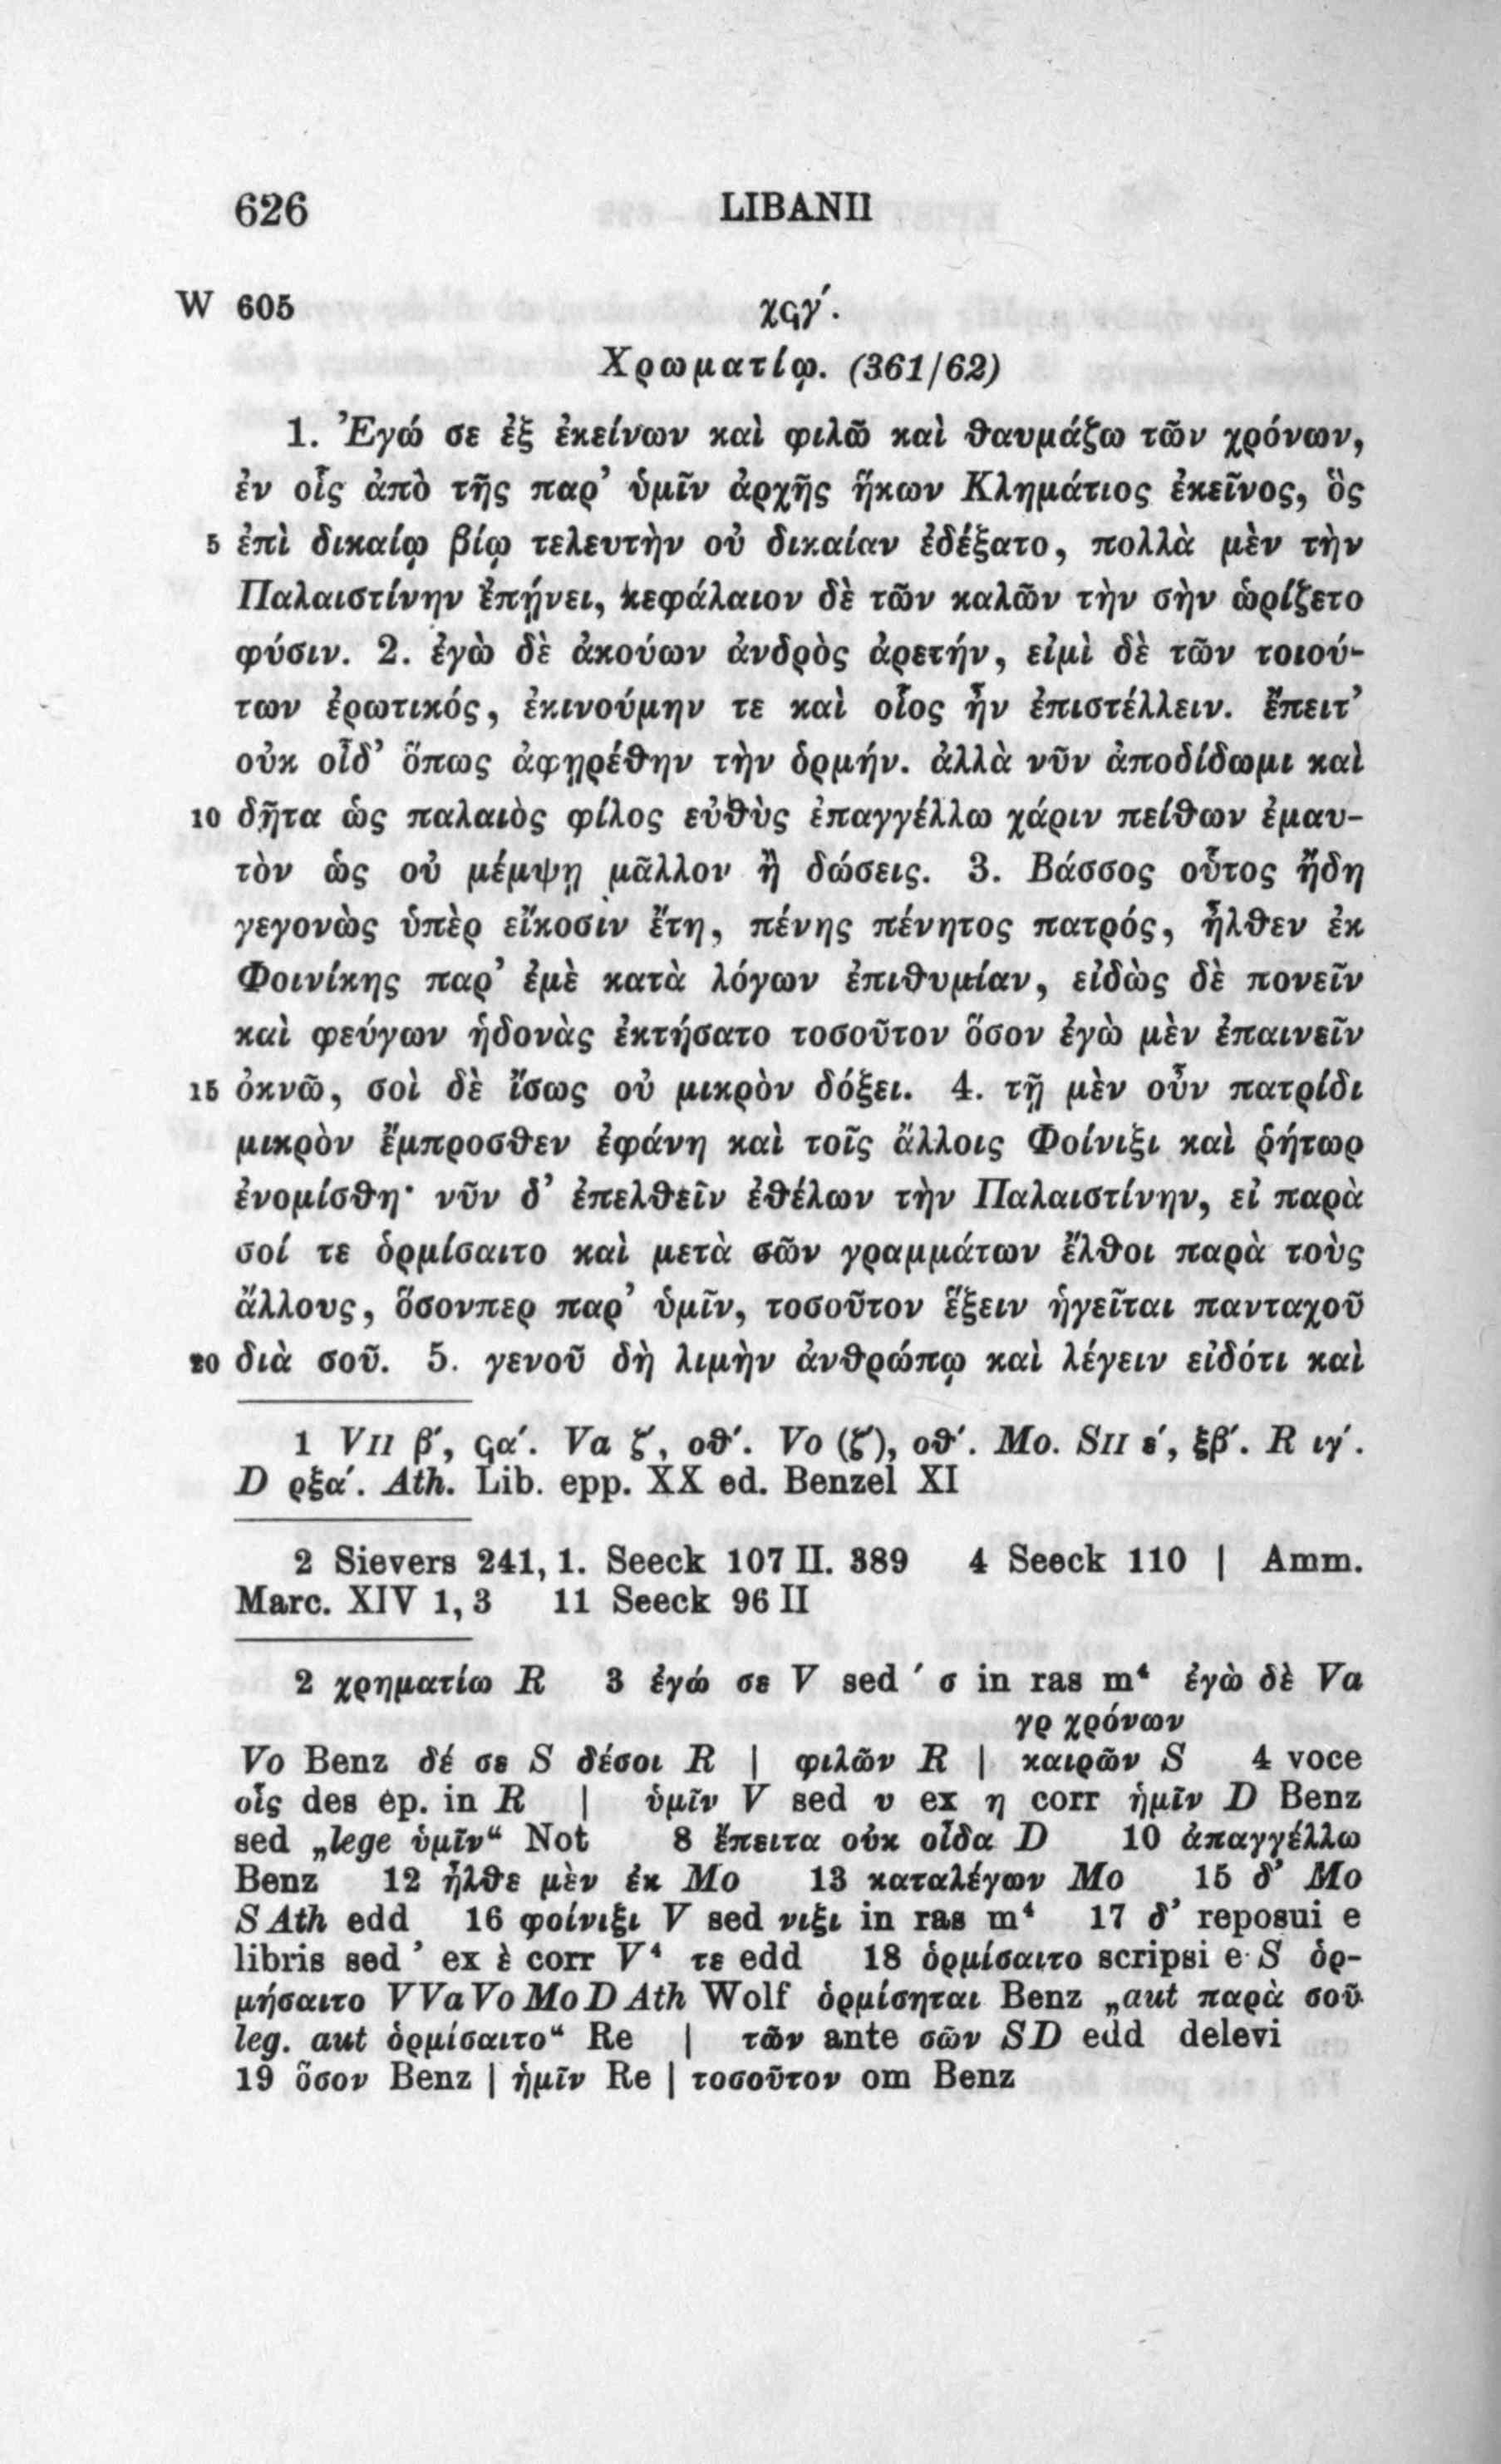 626 LIBANII
W 605 χϟγ΄.
Χρωματίῳ. (361/62)
1. Ἐγώ σε ἐξ ἐκείνων καὶ φιλῶ καὶ θαυμάζω τῶν χρόνων,
ἐν οἷς ἀπὸ τῆς παρ’ ὑμῖν ἀρχῆς ἥκων Κλημάτιος ἐκεῖνος, ὃς
5 ἐπὶ δικαίῳ βίῳ τελευτὴν οὐ δικαίαν ἐδέξατο, πολλὰ μὲν τὴν
Παλαιστίνην ἐπῄνει, κεφάλαιον δὲ τῶν καλῶν τὴν σὴν ὡρίζετο
φύσιν. 2. ἐγὼ δὲ ἀκούων ἀνδρὸς ἀρετήν, εἰμὶ δὲ τῶν τοιού-
των ἐρωτικός, ἐκινούμην τε καὶ οἷος ἦν ἐπιστέλλειν. ἔπειτ’
οὐκ οἶδ’ ὅπως ἀφῃρέθην τὴν ὁρμήν. ἀλλὰ νῦν ἀποδίδωμι καὶ
10 δῆτα ὡς παλαιὸς φίλος εὐθὺς ἐπαγγέλλω χάριν πείθων ἐμαυ-
τὸν ὡς οὐ μέμψῃ μᾶλλον ἢ δώσεις. 3. Βάσσος οὗτος ἤδη
γεγονὼς ὑπὲρ εἴκοσιν ἔτη, πένης πένητος πατρός, ἦλθεν ἐκ
Φοινίκης παρ’ ἐμὲ κατὰ λόγων ἐπιθυμίαν, εἰδὼς δὲ πονεῖν
καὶ φεύγων ἡδονὰς ἐκτήσατο τοσοῦτον ὅσον ἐγὼ μὲν ἐπαινεῖν
15 ὀκνῶ, σοὶ δὲ ἴσως οὐ μικρὸν δόξει. 4. τῇ μὲν οὖν πατρίδι
μικρὸν ἔμπροσθεν ἐφάνη καὶ τοῖς ἄλλοις Φοίνιξι καὶ ῥήτωρ
ἐνομίσθη· νῦν δ’ ἐπελθεῖν ἐθέλων τὴν Παλαιστίνην, εἰ παρὰ
σοί τε ὁρμίσαιτο καὶ μετὰ σῶν γραμμάτων ἔλθοι παρὰ τοὺς
ἄλλους, ὅσονπερ παρ’ ὑμῖν, τοσοῦτον ἕξειν ἡγεῖται πανταχοῦ
20 διὰ σοῦ. 5. γενοῦ δὴ λιμὴν ἀνθρώπῳ καὶ λέγειν εἰδότι καὶ
1 VII β΄, ϟα΄. Va ζ΄, οθ΄. Vo (ζ΄), οθ΄. Mo. SII ε΄, ξβ΄. R ιγ΄.
D ρξα΄. Ath. Lib. epp. XX ed. Benzel XI
2 Sievers 241, 1. Seeck 107 II. 389 4 Seeck 110 | Amm.
Marc. XIV 1, 3 11 Seeck 96 II
2 χρηματίω R 3 ἐγώ σε V sed ΄ σ in ras m⁴ ἐγὼ δὲ Va
γρ χρόνων
Vo Benz δέ σε S δέσοι R | φιλῶν R | καιρῶν S 4 voce
οἷς des ep. in R | ὑμῖν V sed υ ex η corr ἡμῖν D Benz
sed „lege ὑμῖν“ Not 8 ἔπειτα οὐκ οἶδα D 10 ἀπαγγέλλω
Benz 12 ἦλθε μὲν ἐκ Mo 13 καταλέγων Mo 15 δ’ Mo
S Ath edd 16 φοίνιξι V sed νιξι in ras m⁴ 17 δ’ reposui e
libris sed ’ ex ὲ corr V⁴ τε edd 18 ὁρμίσαιτο scripsi e S ὁρ-
μήσαιτο V Va Vo Mo D Ath Wolf ὁρμίσηται Benz „aut παρὰ σοῦ
leg. aut ὁρμίσαιτο“ Re | τῶν ante σῶν SD edd delevi
19 ὅσον Benz | ἡμῖν Re | τοσοῦτον om Benz